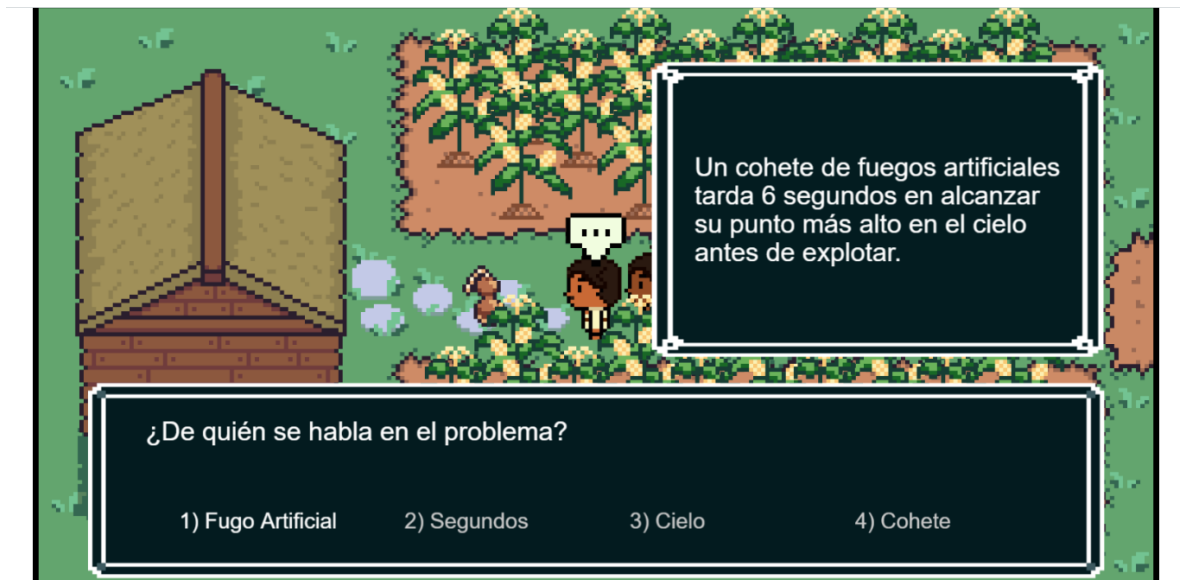 Un cohete de fuegos artificiales
tarda 6 segundos en alcanzar
su punto más alto en el cielo
antes de explotar.
...
¿De quién se habla en el problema?
1) Fugo Artificial 2) Segundos 3) Cielo 4) Cohete